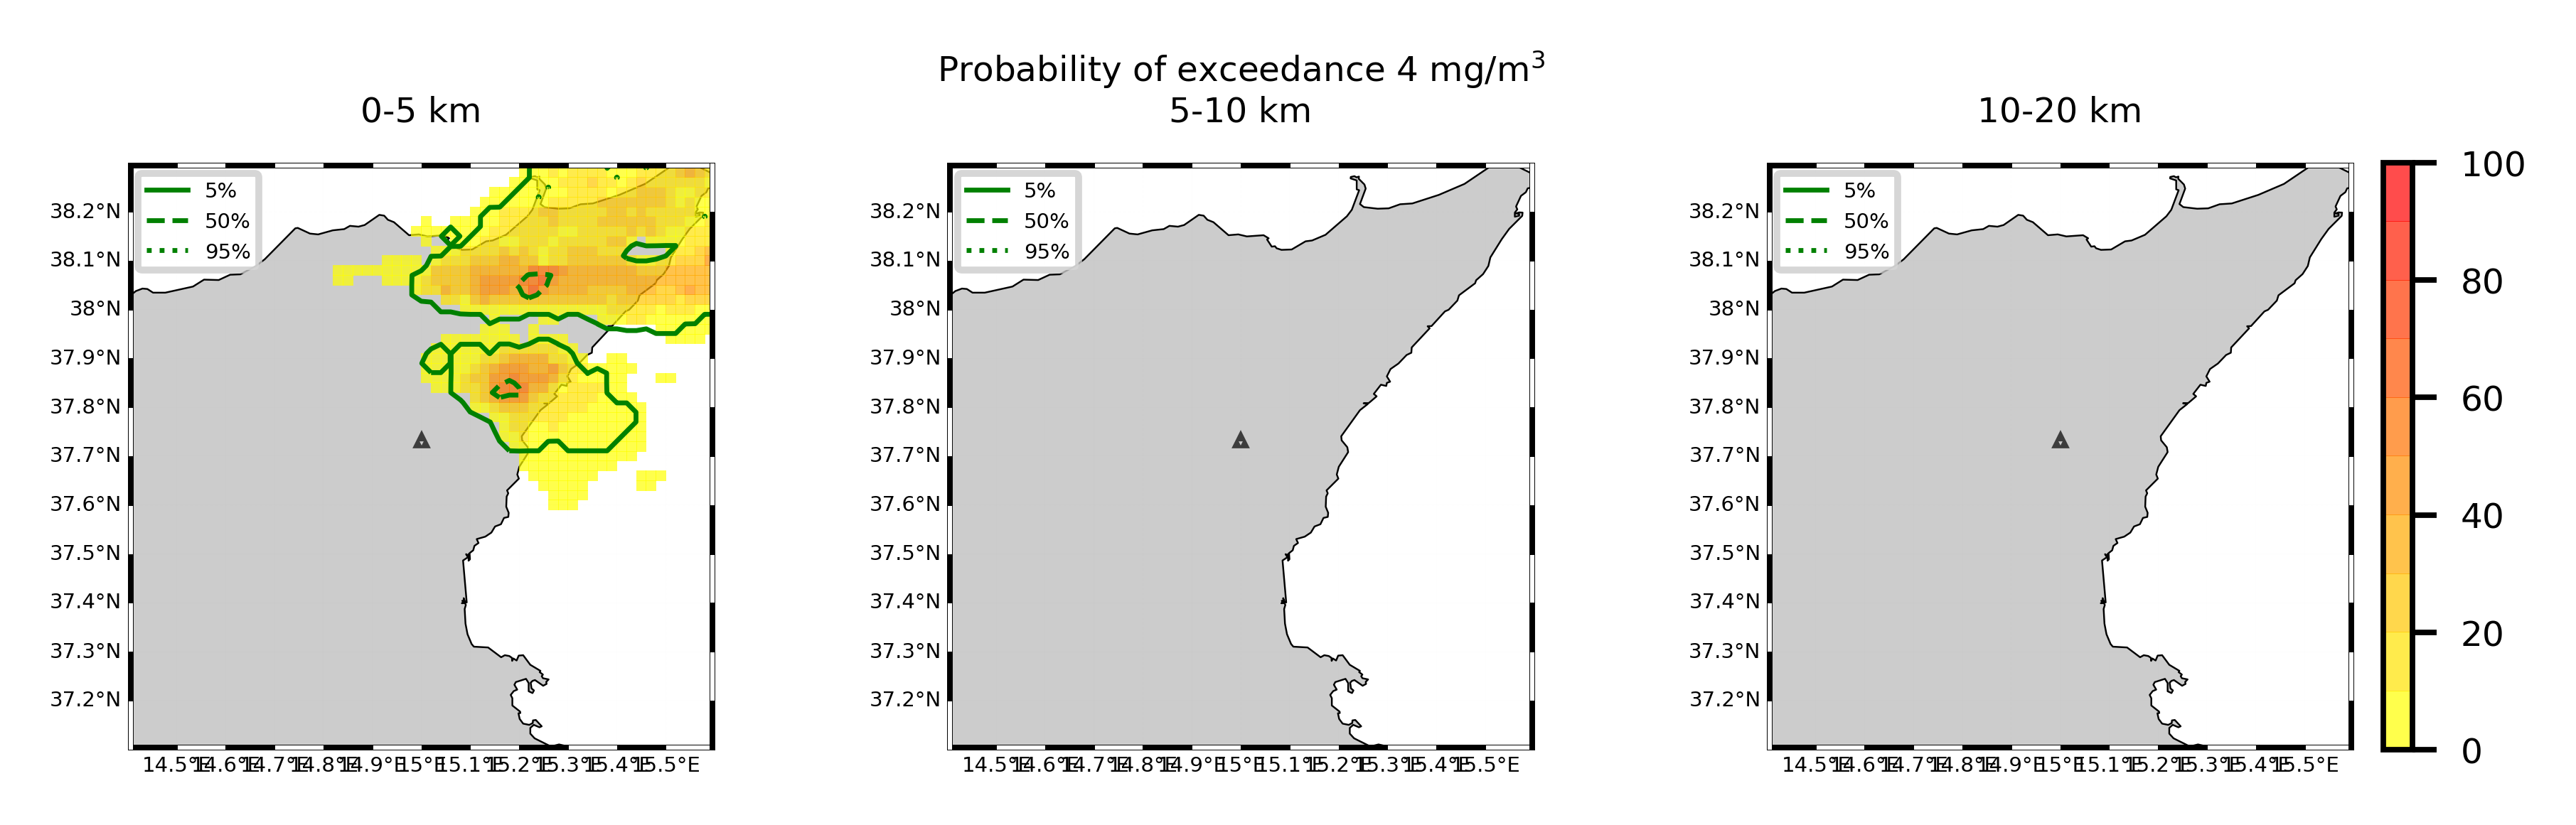 Probability of exceedance 4 mg/m³
0-5 km
5-10 km
10-20 km
5%
50%
95%
38.2°N
38.1°N
38°N
37.9°N
37.8°N
37.7°N
37.6°N
37.5°N
37.4°N
37.3°N
37.2°N
14.5°E 14.6°E 14.7°E 14.8°E 14.9°E 15°E 15.1°E 15.2°E 15.3°E 15.4°E 15.5°E
5%
50%
95%
38.2°N
38.1°N
38°N
37.9°N
37.8°N
37.7°N
37.6°N
37.5°N
37.4°N
37.3°N
37.2°N
14.5°E 14.6°E 14.7°E 14.8°E 14.9°E 15°E 15.1°E 15.2°E 15.3°E 15.4°E 15.5°E
5%
50%
95%
38.2°N
38.1°N
38°N
37.9°N
37.8°N
37.7°N
37.6°N
37.5°N
37.4°N
37.3°N
37.2°N
14.5°E 14.6°E 14.7°E 14.8°E 14.9°E 15°E 15.1°E 15.2°E 15.3°E 15.4°E 15.5°E
100
80
60
40
20
0